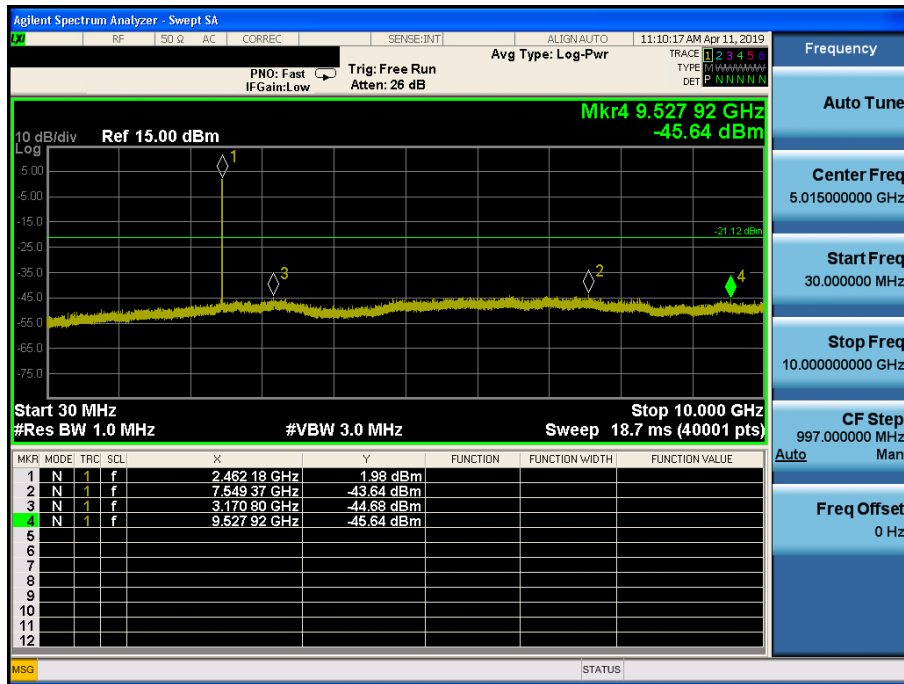 Agilent Spectrum Analyzer - Swept SA
LXI RF 50 Ω AC CORREC SENSE:INT ALIGN AUTO 11:10:17 AM Apr 11, 2019
Frequency
Avg Type: Log-Pwr
TRACE 1 2 3 4 5 6
PNO: Fast Trig: Free Run
TYPE M WWWWW
IFGain:Low Atten: 26 dB
DET P N N N N N
Auto Tune
Mkr4 9.527 92 GHz
10 dB/div Ref 15.00 dBm -45.64 dBm
Log
1
5.00
Center Freq
5.015000000 GHz
-5.00
-15.0
-21.12 dBm
-25.0
Start Freq
30.000000 MHz
-35.0
3 2 4
-45.0
-55.0
-65.0
Stop Freq
10.000000000 GHz
-75.0
Start 30 MHz Stop 10.000 GHz
#Res BW 1.0 MHz #VBW 3.0 MHz Sweep 18.7 ms (40001 pts)
CF Step
997.000000 MHz
Auto Man
MKR MODE TRC SCL X Y FUNCTION FUNCTION WIDTH FUNCTION VALUE
1 N 1 f 2.462 18 GHz 1.98 dBm
2 N 1 f 7.549 37 GHz -43.64 dBm
3 N 1 f 3.170 80 GHz -44.68 dBm
4 N 1 f 9.527 92 GHz -45.64 dBm
5
6
7
8
9
10
11
12
Freq Offset
0 Hz
MSG STATUS